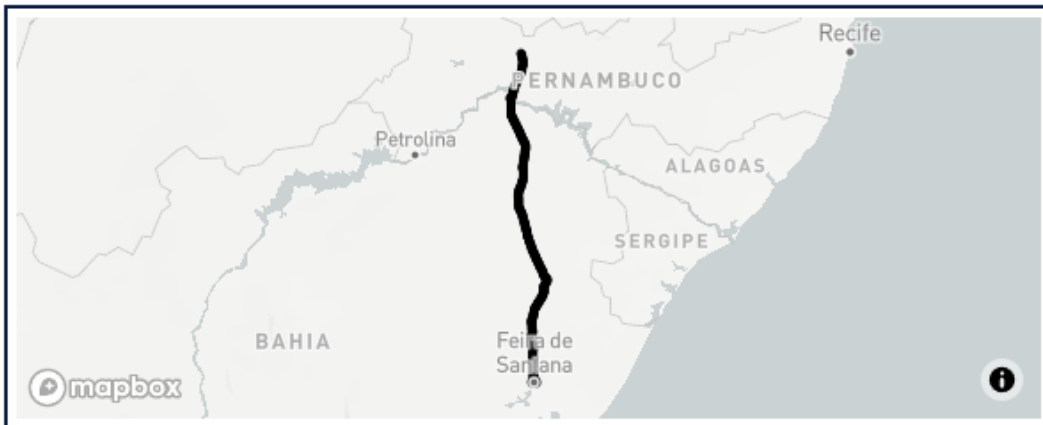 Recife
PERNAMBUCO
Petrolina
ALAGOAS
SERGIPE
BAHIA
Feira de
Santana
mapbox
i